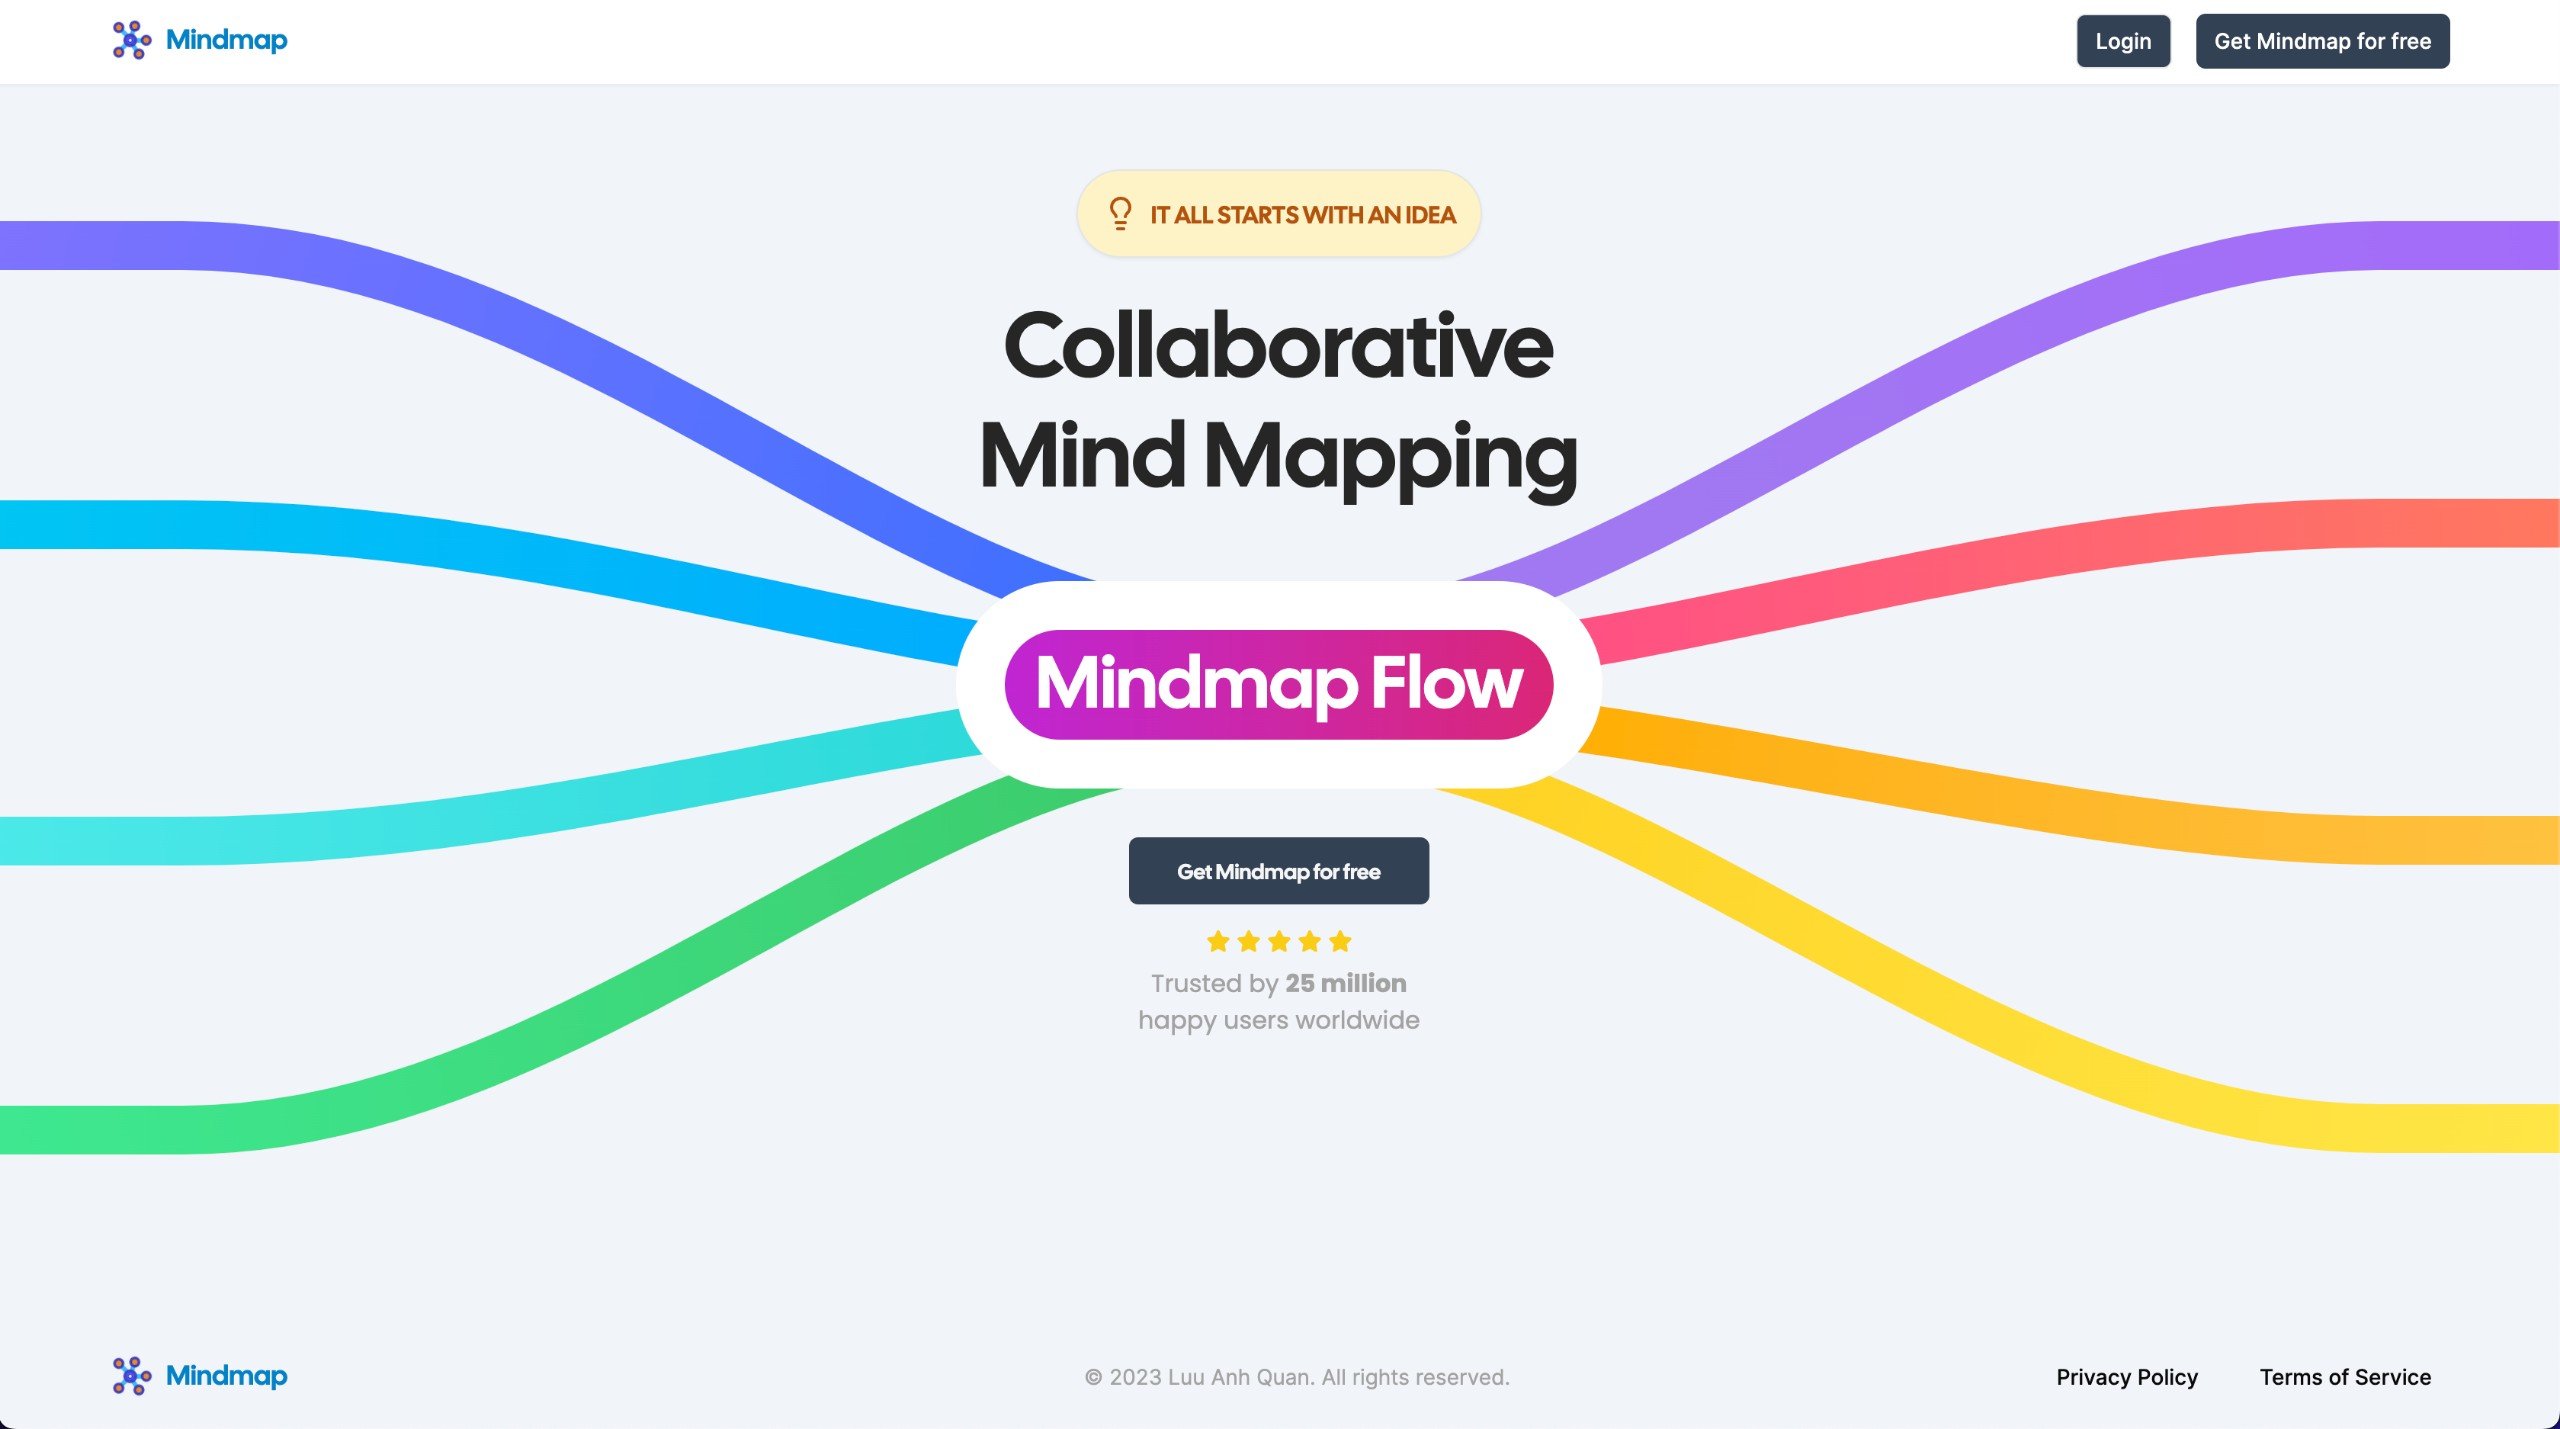 Mindmap
Login
Get Mindmap for free
IT ALL STARTS WITH AN IDEA
Collaborative
Mind Mapping
Mindmap Flow
Get Mindmap for free
Trusted by 25 million
happy users worldwide
Mindmap
© 2023 Luu Anh Quan. All rights reserved.
Privacy Policy
Terms of Service